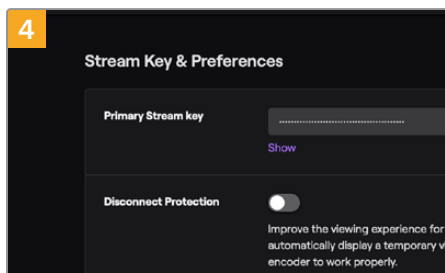 4
Stream Key & Preferences
Primary Stream key
Show
Disconnect Protection
Improve the viewing experience for
automatically display a temporary v
encoder to work properly.